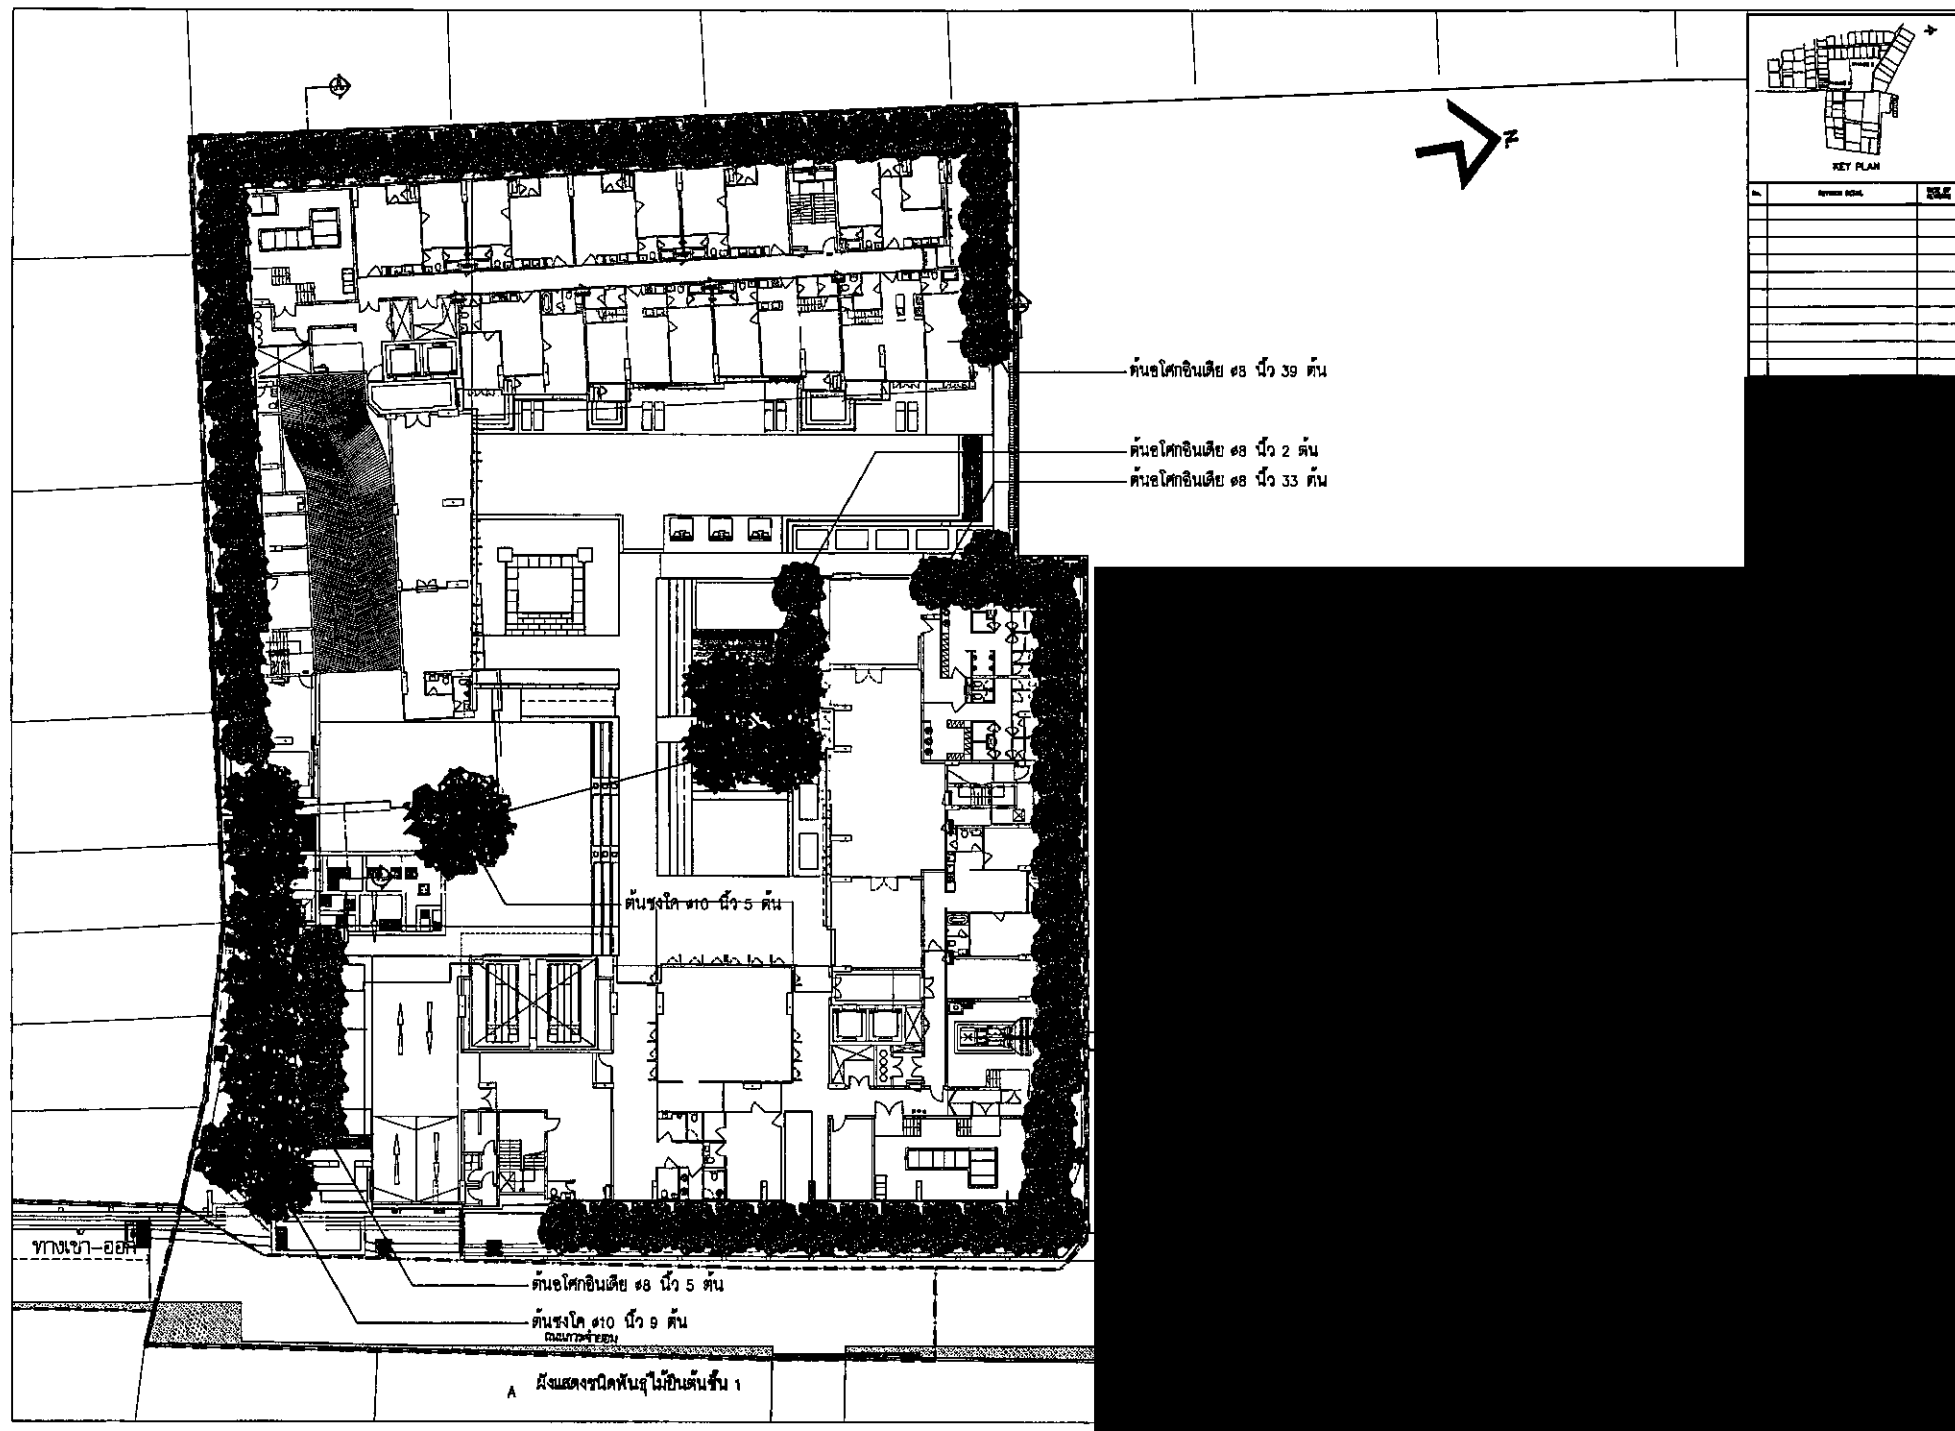 KEY PLAN
N
ต้นอโศกอินเดีย ø8 นิ้ว 39 ต้น
ต้นอโศกอินเดีย ø8 นิ้ว 2 ต้น
ต้นอโศกอินเดีย ø8 นิ้ว 33 ต้น
ต้นชงโค ø10 นิ้ว 5 ต้น
ทางเข้า-ออก
ต้นอโศกอินเดีย ø8 นิ้ว 5 ต้น
ต้นชงโค ø10 นิ้ว 9 ต้น
A ผังแสดงชนิดพันธุ์ไม้ยืนต้นชั้น 1